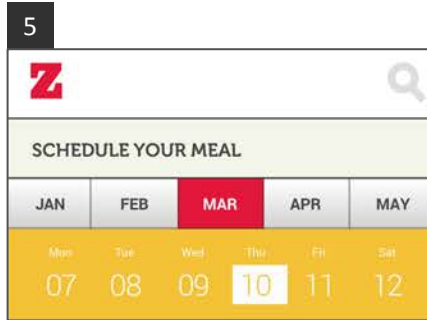 5
Z
SCHEDULE YOUR MEAL
JAN FEB MAR APR MAY
Mon Tue Wed Thu Fri Sat
07 08 09 10 11 12